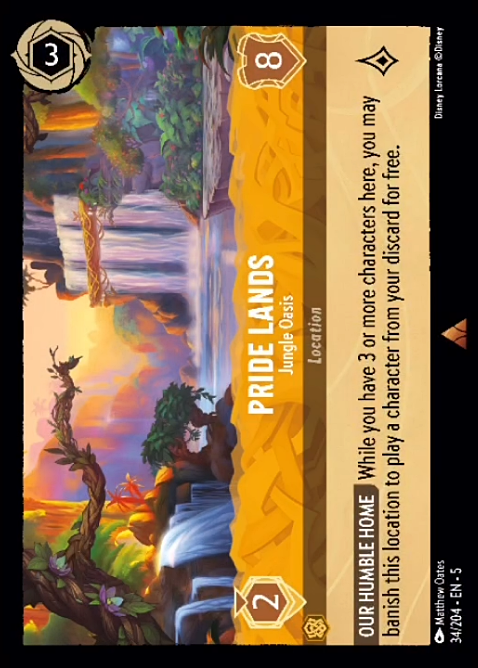 3
2
PRIDE LANDS
Jungle Oasis
8
Location
OUR HUMBLE HOME While you have 3 or more characters here, you may
banish this location to play a character from your discard for free.
Matthew Oates
34/204 • EN • 5
Disney Lorcana ©Disney